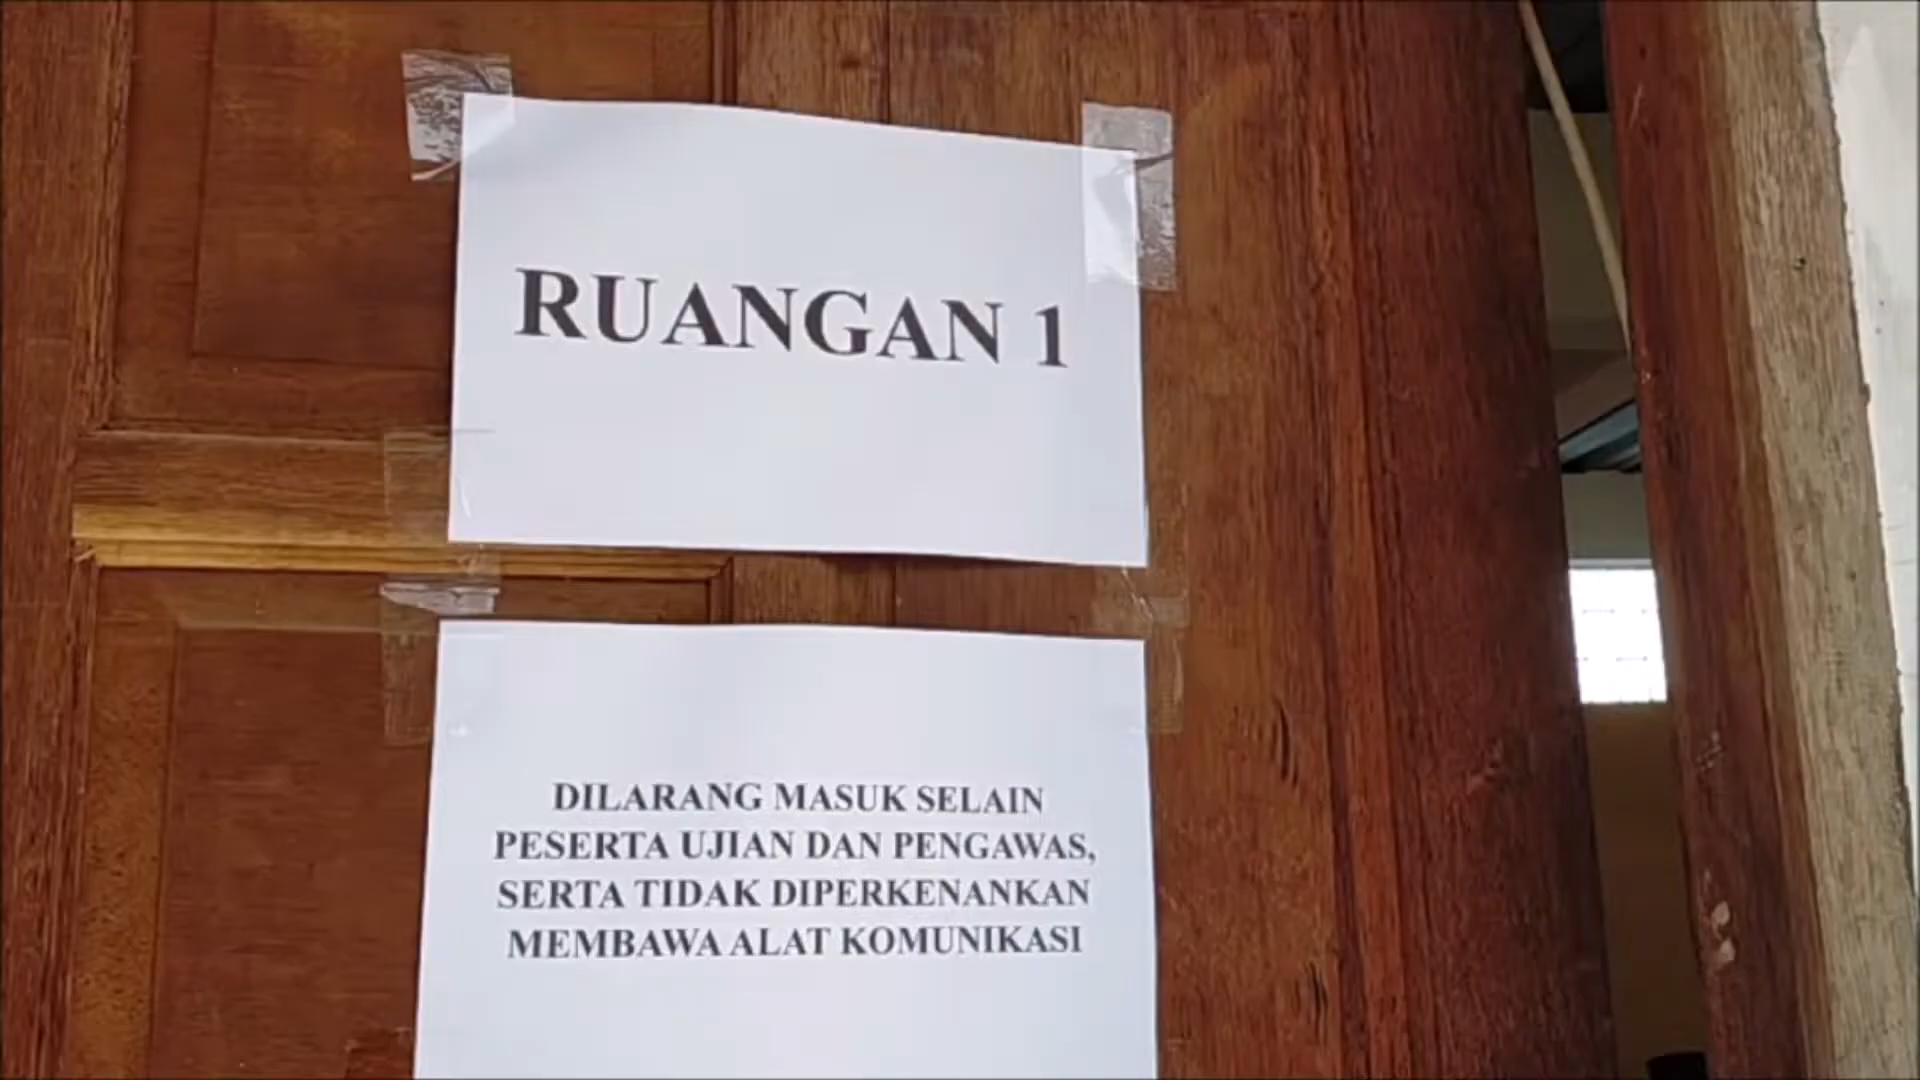 RUANGAN 1
DILARANG MASUK SELAIN
PESERTA UJIAN DAN PENGAWAS,
SERTA TIDAK DIPERKENANKAN
MEMBAWA ALAT KOMUNIKASI